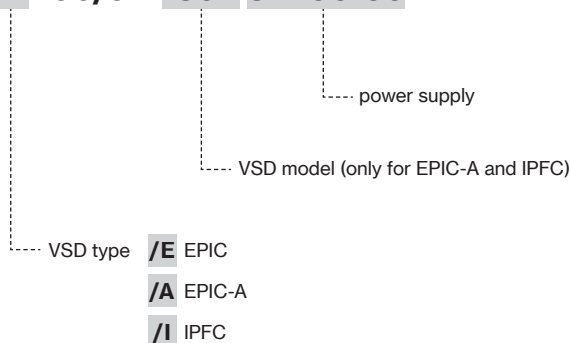 power supply
VSD model (only for EPIC-A and IPFC)
VSD type /E EPIC
/A EPIC-A
/I IPFC